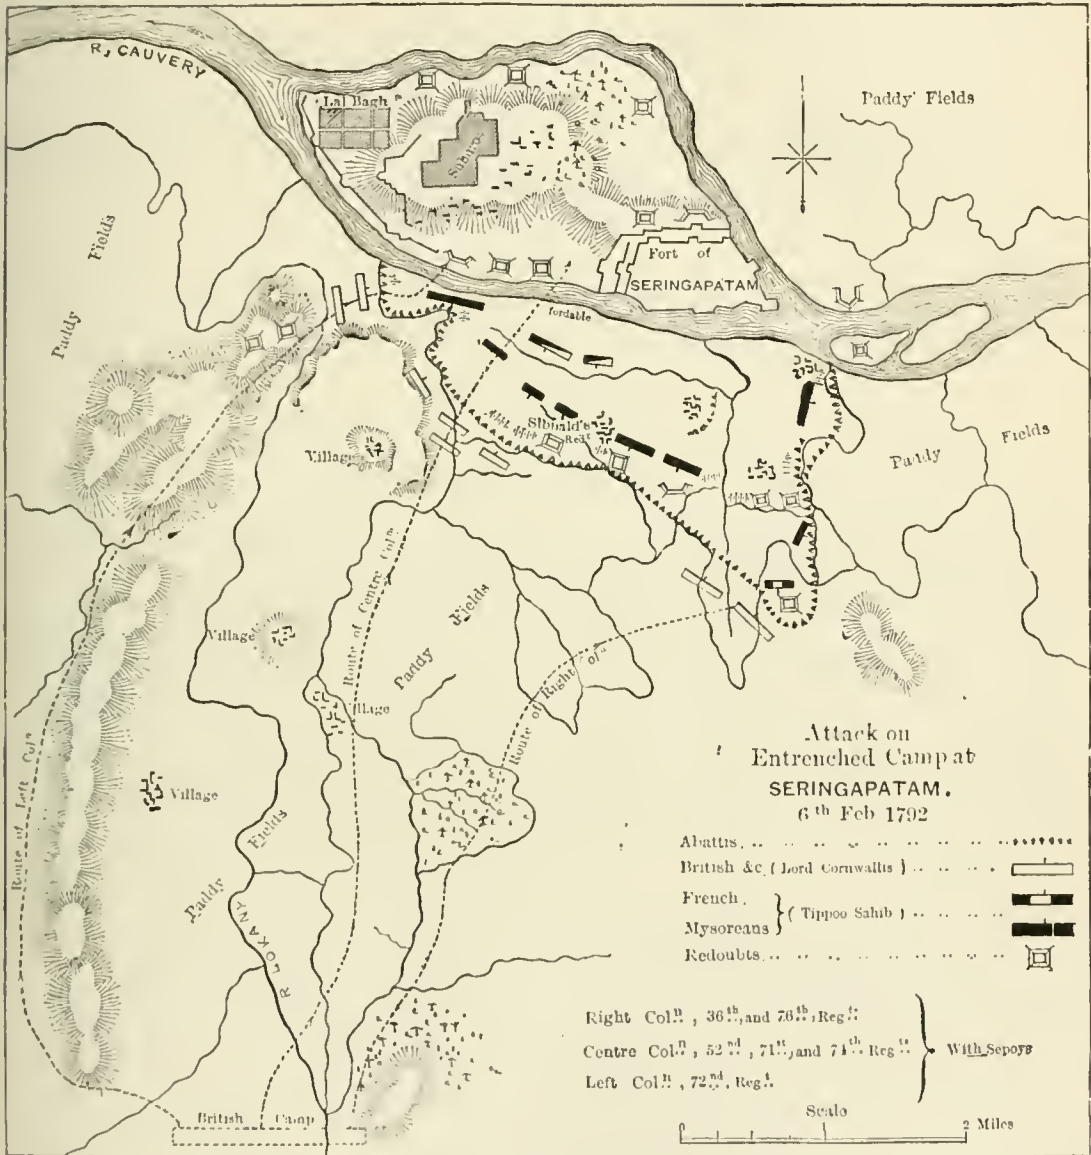 R. CAUVERY
Lal Bagh
Suburb
Paddy Fields
Paddy Fields
Fort of
SERINGAPATAM
fordable
Sibbald's
Redt
Village
Paddy Fields
Route of Centre Coln
Village
Fields
Paddy
Village
Route of Right Coln
Route of Left Coln
Village
Paddy Fields
R LOKANY
British Camp
Attack on
Entrenched Camp at
SERINGAPATAM.
6th Feb 1792
Abattis
British &c. (Lord Cornwallis)
French.
Mysoreans } (Tippoo Sahib)
Redoubts
Right Coln, 36th, and 76th, Regts
Centre Coln, 52nd, 71st, and 74th Regts
Left Coln, 72nd, Regt.
With Sepoys
Scale
0 1 2 Miles